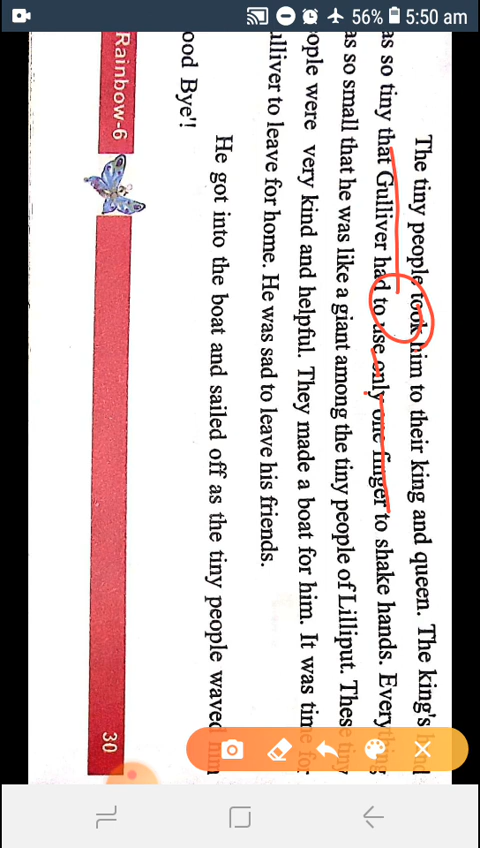 56% 5:50 am
The tiny people took him to their king and queen. The king's
as so tiny that Gulliver had to use only one finger to shake hands. Everything
as so small that he was like a giant among the tiny people of Lilliput. These tiny
ople were very kind and helpful. They made a boat for him. It was time for
ulliver to leave for home. He was sad to leave his friends.
He got into the boat and sailed off as the tiny people waved him
ood Bye'!
Rainbow-6 30